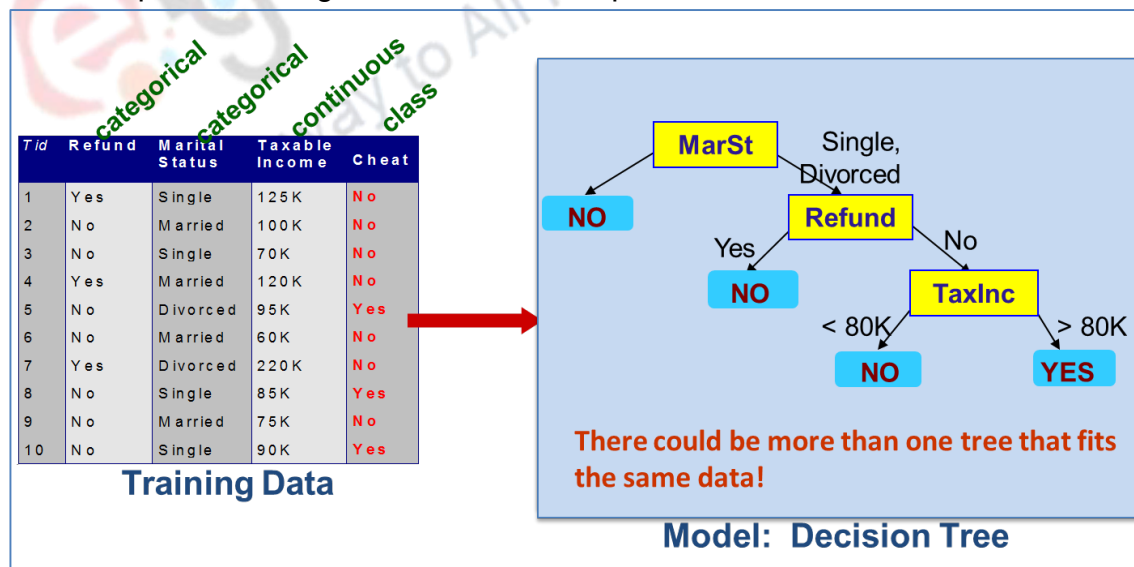 way to All
categorical
categorical
continuous
class
Tid Refund Marital Status Taxable Income Cheat
1 Yes Single 125K No
2 No Married 100K No
3 No Single 70K No
4 Yes Married 120K No
5 No Divorced 95K Yes
6 No Married 60K No
7 Yes Divorced 220K No
8 No Single 85K Yes
9 No Married 75K No
10 No Single 90K Yes
Training Data
MarSt
Single,
Divorced
NO
Refund
Yes
No
NO
TaxInc
< 80K
> 80K
NO
YES
There could be more than one tree that fits
the same data!
Model: Decision Tree